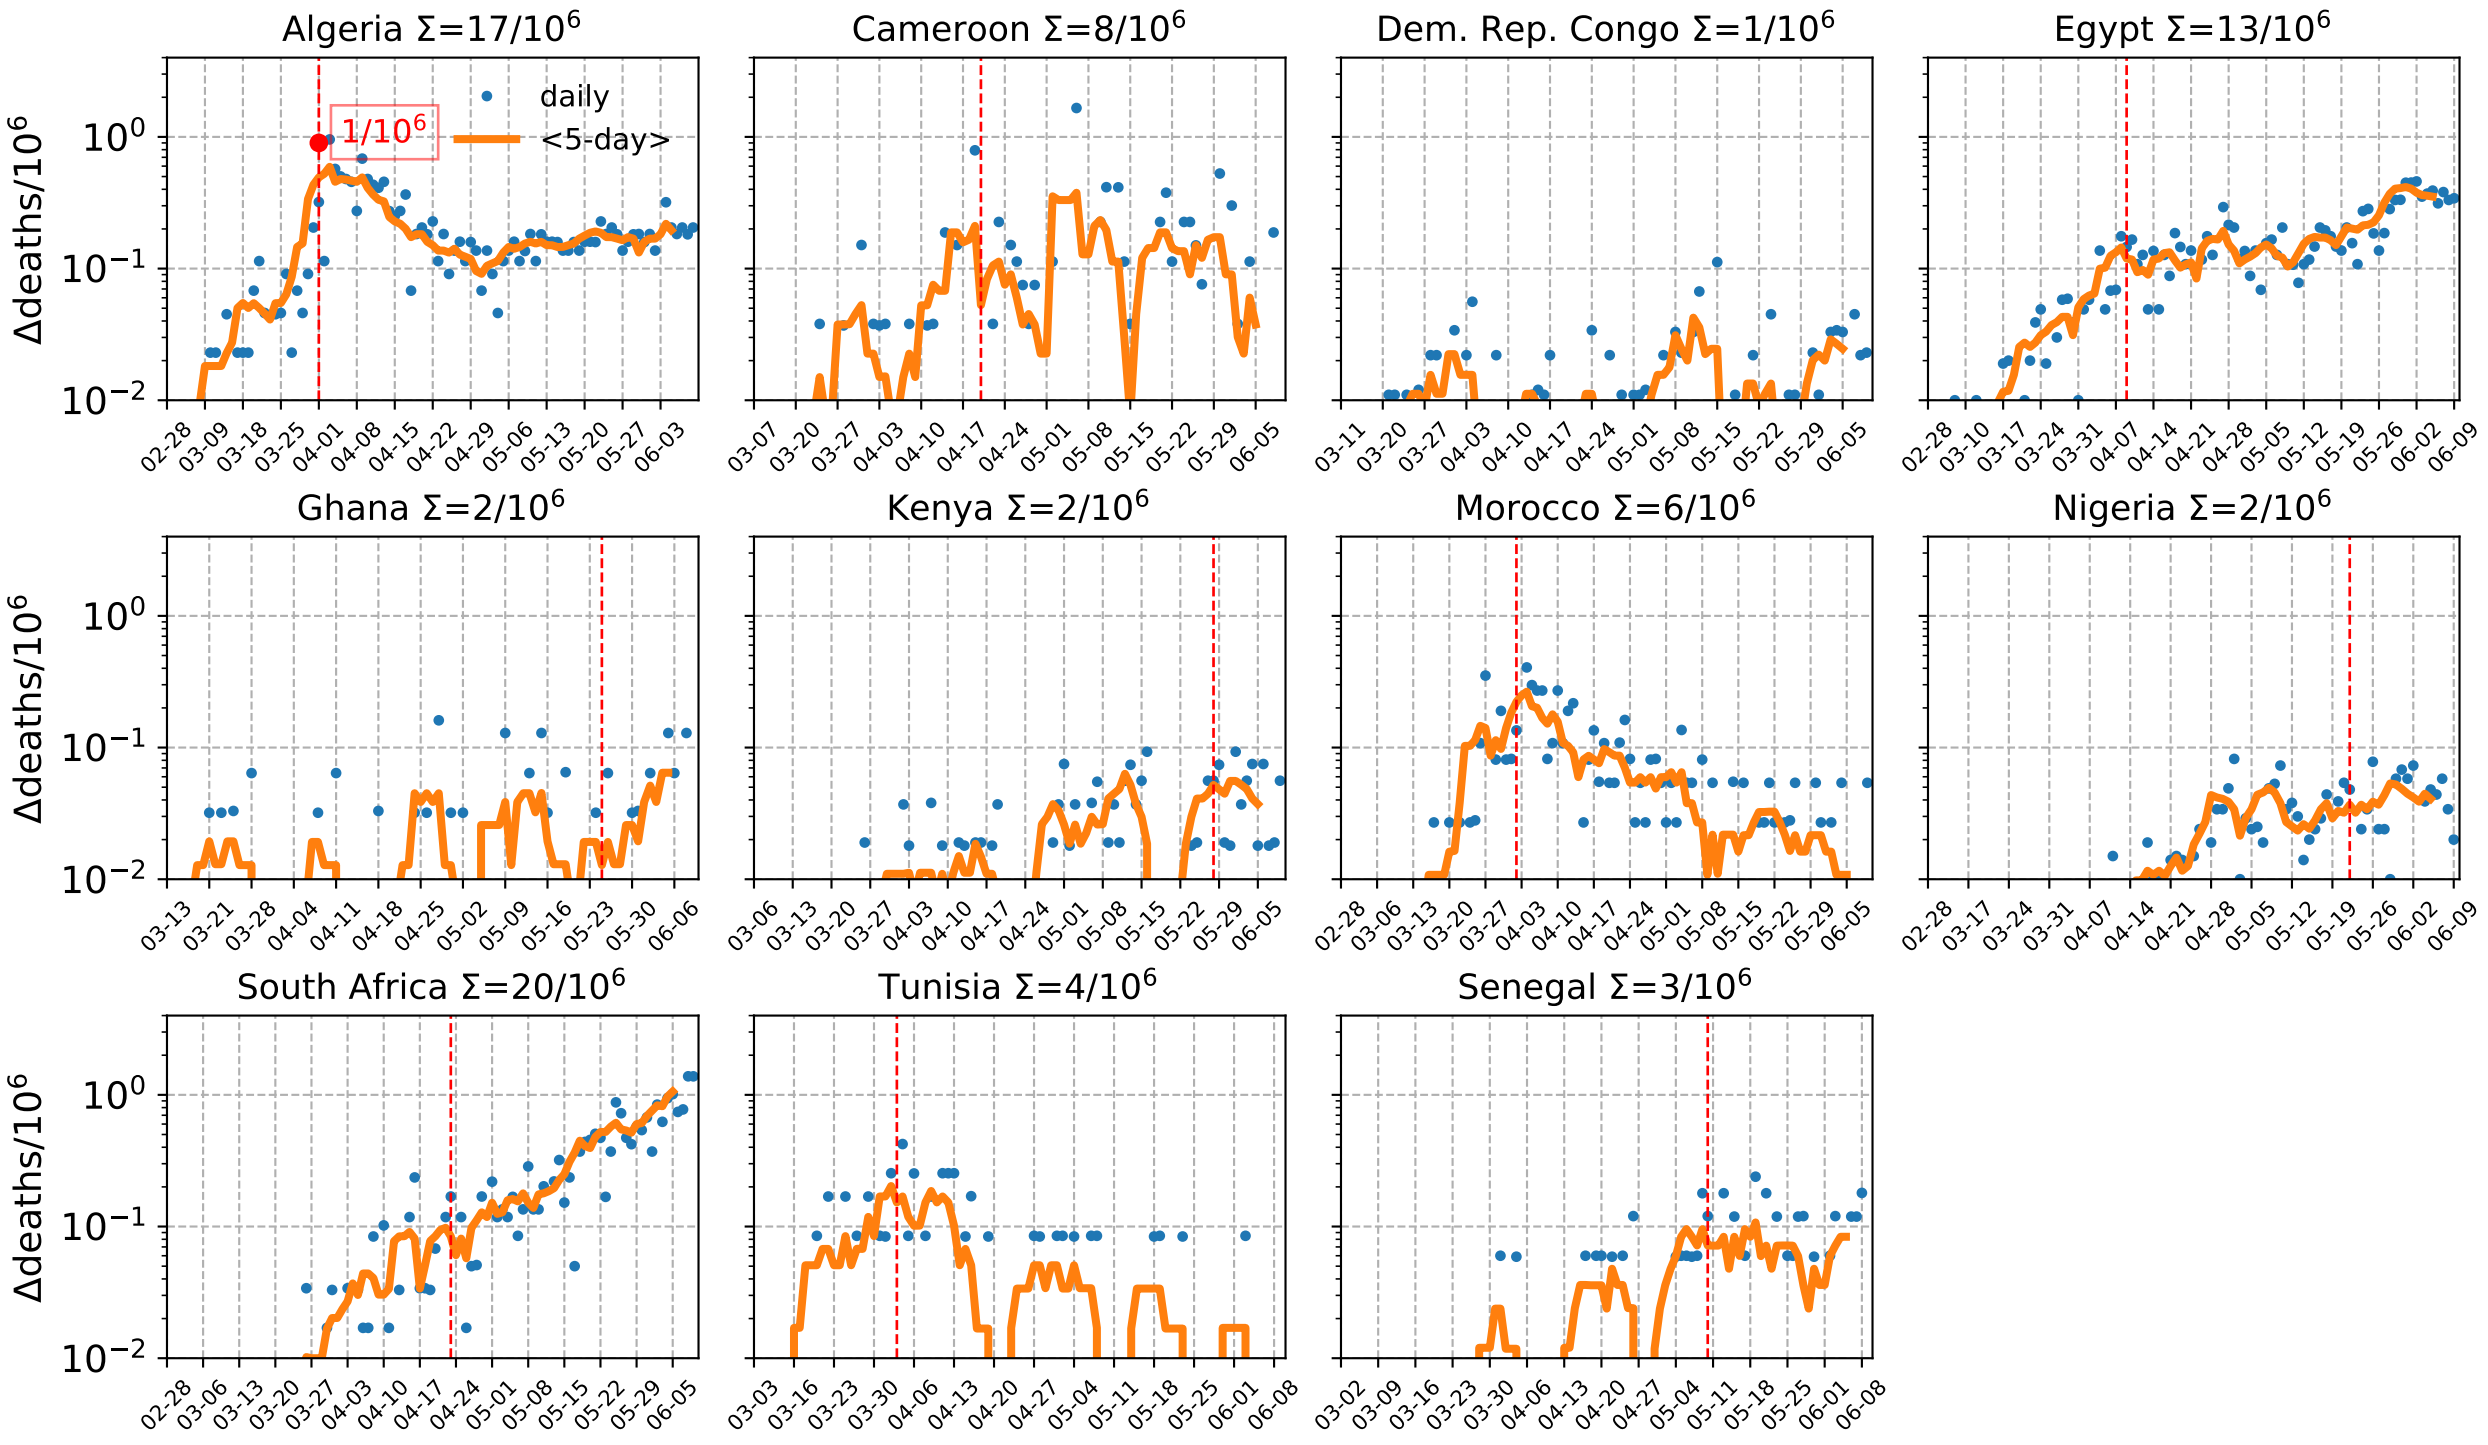 Algeria Σ=17/10⁶
Cameroon Σ=8/10⁶
Dem. Rep. Congo Σ=1/10⁶
Egypt Σ=13/10⁶
Δdeaths/10⁶
10⁰
10⁻¹
10⁻²
1/10⁶
daily
<5-day>
02-28 03-09 03-18 03-25 04-01 04-08 04-15 04-22 04-29 05-06 05-13 05-20 05-27 06-03
03-07 03-20 03-27 04-03 04-10 04-17 04-24 05-01 05-08 05-15 05-22 05-29 06-05
03-11 03-20 03-27 04-03 04-10 04-17 04-24 05-01 05-08 05-15 05-22 05-29 06-05
02-28 03-10 03-17 03-24 03-31 04-07 04-14 04-21 04-28 05-05 05-12 05-19 05-26 06-02 06-09
Ghana Σ=2/10⁶
Kenya Σ=2/10⁶
Morocco Σ=6/10⁶
Nigeria Σ=2/10⁶
Δdeaths/10⁶
10⁰
10⁻¹
10⁻²
03-13 03-21 03-28 04-04 04-11 04-18 04-25 05-02 05-09 05-16 05-23 05-30 06-06
03-06 03-13 03-20 03-27 04-03 04-10 04-17 04-24 05-01 05-08 05-15 05-22 05-29 06-05
02-28 03-06 03-13 03-20 03-27 04-03 04-10 04-17 04-24 05-01 05-08 05-15 05-22 05-29 06-05
02-28 03-17 03-24 03-31 04-07 04-14 04-21 04-28 05-05 05-12 05-19 05-26 06-02 06-09
South Africa Σ=20/10⁶
Tunisia Σ=4/10⁶
Senegal Σ=3/10⁶
Δdeaths/10⁶
10⁰
10⁻¹
10⁻²
02-28 03-06 03-13 03-20 03-27 04-03 04-10 04-17 04-24 05-01 05-08 05-15 05-22 05-29 06-05
03-03 03-16 03-23 03-30 04-06 04-13 04-20 04-27 05-04 05-11 05-18 05-25 06-01 06-08
03-02 03-09 03-16 03-23 03-30 04-06 04-13 04-20 04-27 05-04 05-11 05-18 05-25 06-01 06-08